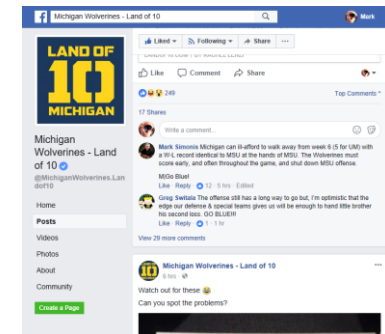 Michigan Wolverines - Land of 10
Mark
LAND OF
10
MICHIGAN
Michigan
Wolverines - Land
of 10
@MichiganWolverines.Lan
dof10
Home
Posts
Videos
Photos
About
Community
Create a Page
Liked Following Share
Like Comment Share
249 Top Comments
17 Shares
Write a comment...
Mark Simonis Michigan can ill-afford to walk away from week 6 (5 for UM) with
a W-L record identical to MSU at the hands of MSU. The Wolverines must
score early, and often throughout the game, and shut down MSU offense.
M|Go Blue!
Like · Reply · 12 · 5 hrs · Edited
Greg Switala The offense still has a long way to go but, I'm optimistic that the
edge our defense & special teams gives us will be enough to hand little brother
his second loss. GO BLUE!!!
Like · Reply · 1 · 1 hr
View 29 more comments
Michigan Wolverines - Land of 10
6 hrs ·
Watch out for these
Can you spot the problems?